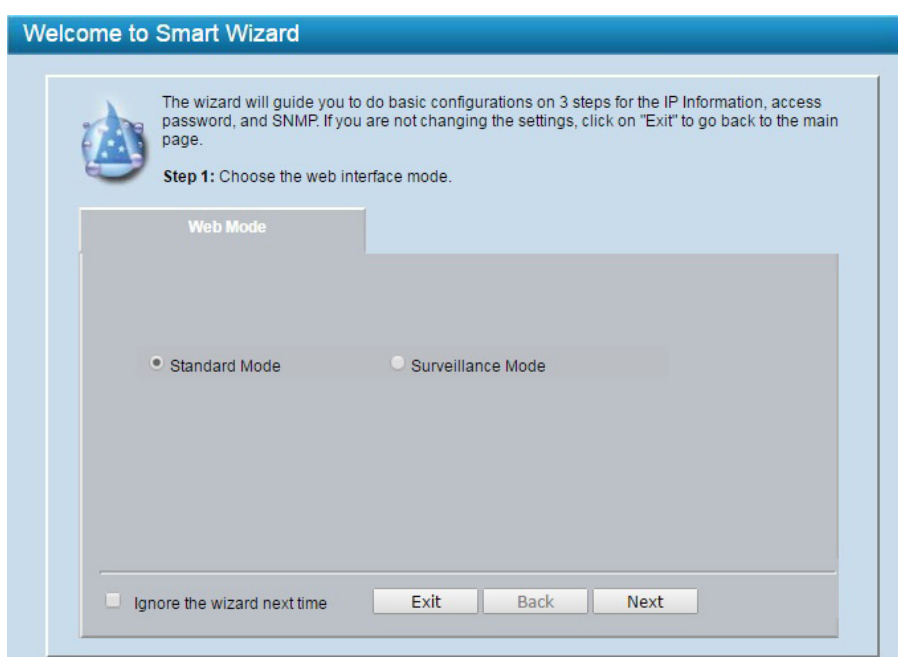 Welcome to Smart Wizard
The wizard will guide you to do basic configurations on 3 steps for the IP Information, access
password, and SNMP. If you are not changing the settings, click on "Exit" to go back to the main
page.
Step 1: Choose the web interface mode.
Web Mode
Standard Mode
Surveillance Mode
Ignore the wizard next time
Exit
Back
Next